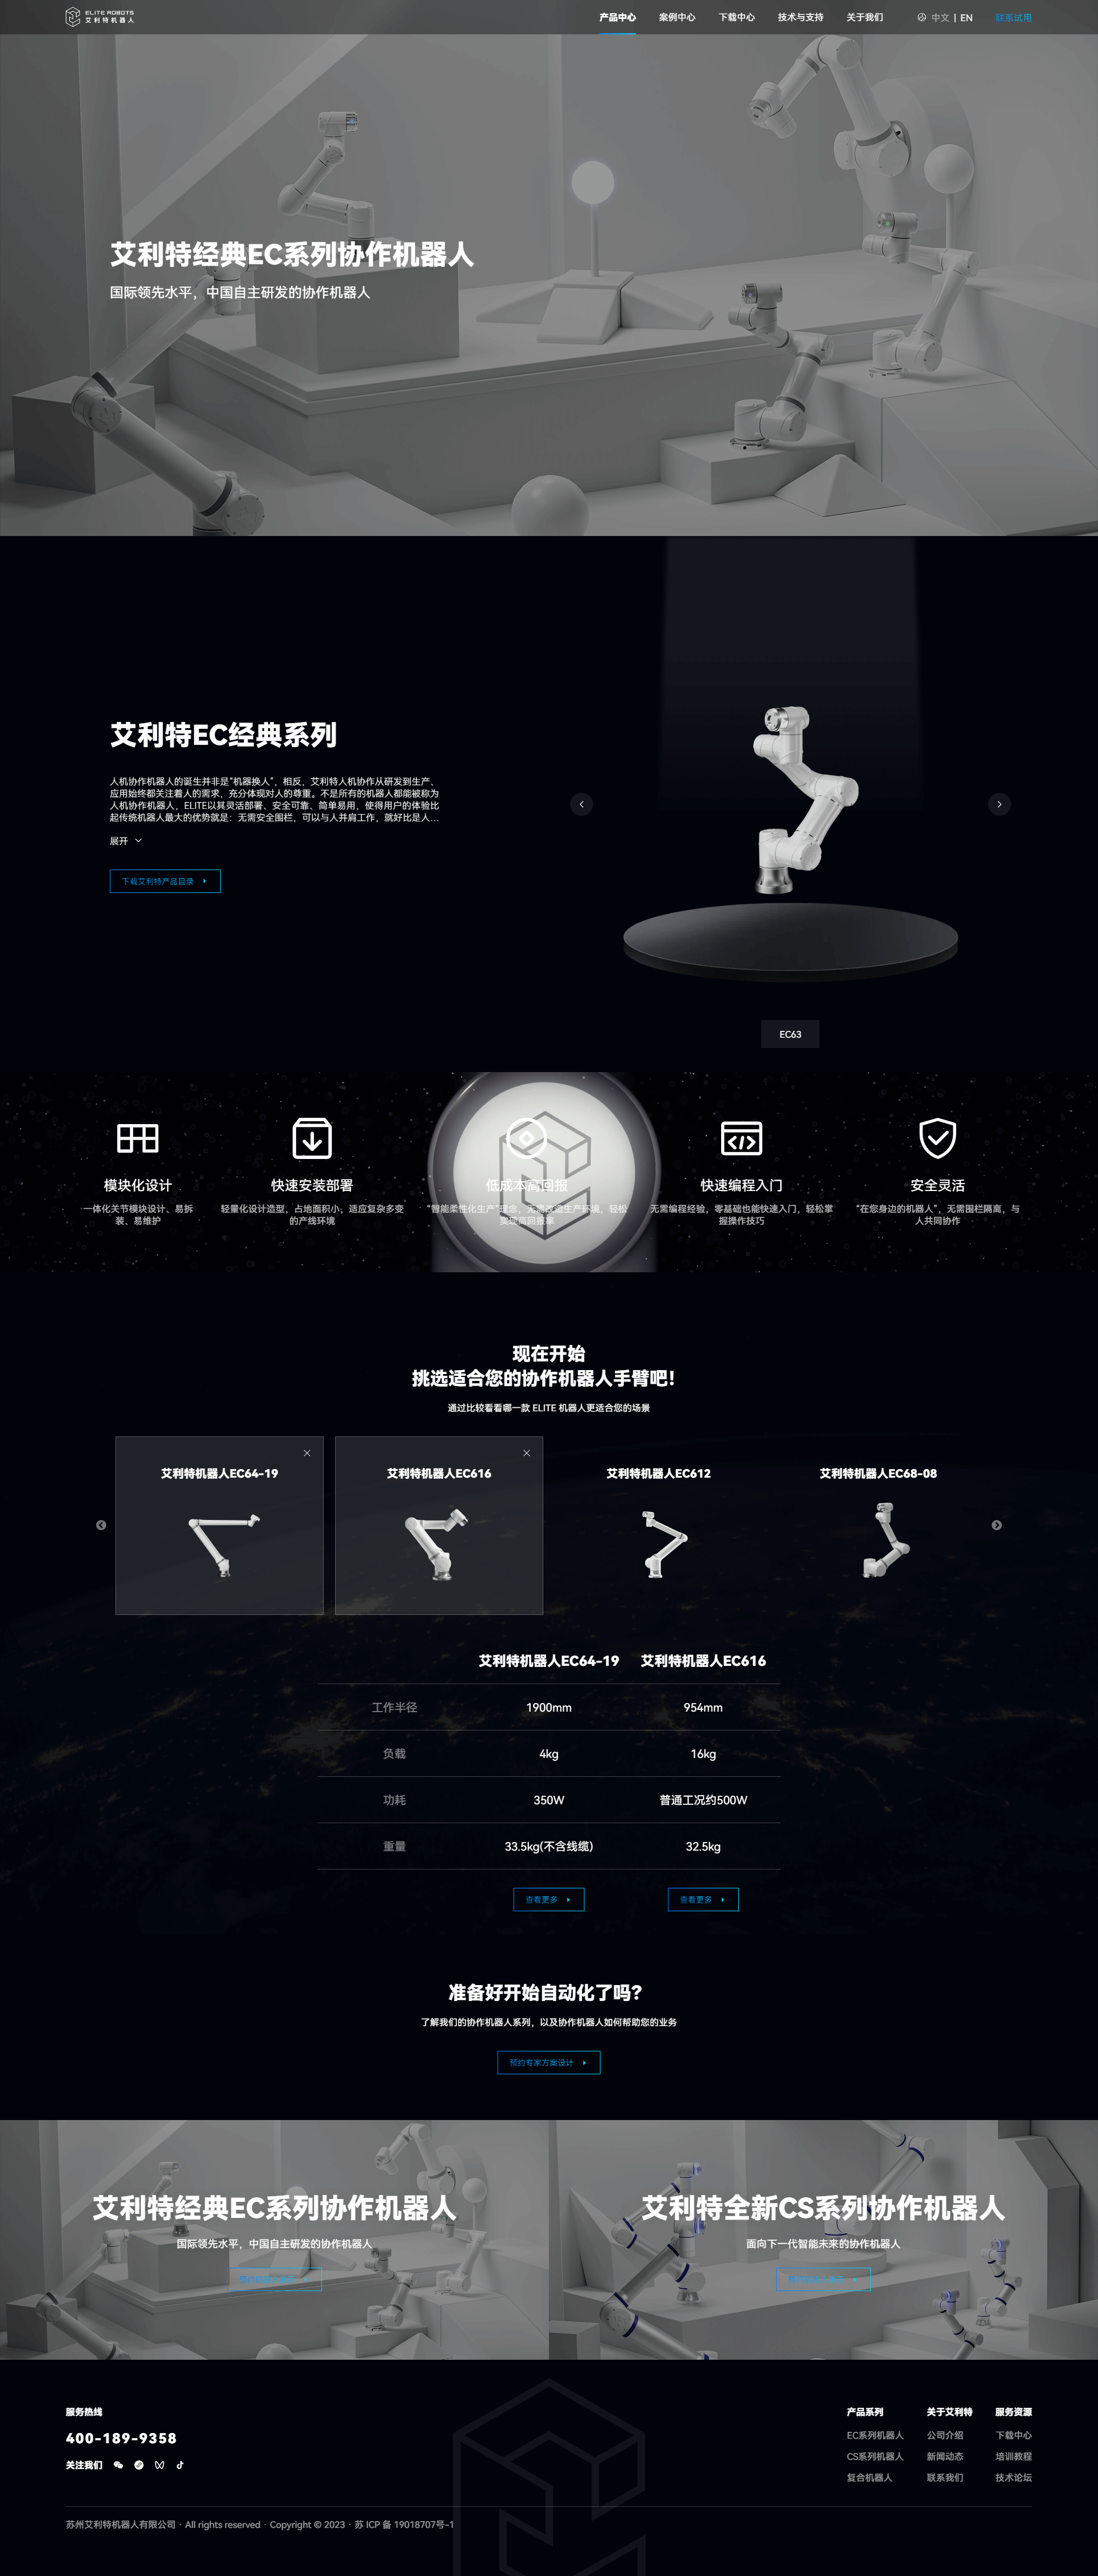 ELITE ROBOTS
艾利特机器人
产品中心
案例中心
下载中心
技术与支持
关于我们
中文 | EN
联系试用
艾利特经典EC系列协作机器人
国际领先水平，中国自主研发的协作机器人
艾利特EC经典系列
人机协作机器人的诞生并非是“机器换人”，相反，艾利特人机协作从研发到生产、
应用始终都关注着人的需求，充分体现对人的尊重。不是所有的机器人都能被称为
人机协作机器人，ELITE以其灵活部署、安全可靠、简单易用，使得用户的体验比
起传统机器人最大的优势就是：无需安全围栏，可以与人并肩工作，就好比是人...
展开
下载艾利特产品目录
EC63
模块化设计
一体化关节模块设计、易拆
装、易维护
快速安装部署
轻量化设计造型，占地面积小，适应复杂多变
的产线环境
低成本高回报
“智能柔性化生产”理念，无需改造生产环境，轻松
实现高回报率
快速编程入门
无需编程经验，零基础也能快速入门，轻松掌
握操作技巧
安全灵活
“在您身边的机器人”，无需围栏隔离，与
人共同协作
现在开始
挑选适合您的协作机器人手臂吧!
通过比较看看哪一款 ELITE 机器人更适合您的场景
艾利特机器人EC64-19
艾利特机器人EC616
艾利特机器人EC612
艾利特机器人EC68-08
艾利特机器人EC64-19 艾利特机器人EC616
工作半径 1900mm 954mm
负载 4kg 16kg
功耗 350W 普通工况约500W
重量 33.5kg(不含线缆) 32.5kg
查看更多
查看更多
准备好开始自动化了吗?
了解我们的协作机器人系列，以及协作机器人如何帮助您的业务
预约专家方案设计
艾利特经典EC系列协作机器人
国际领先水平，中国自主研发的协作机器人
艾利特全新CS系列协作机器人
面向下一代智能未来的协作机器人
服务热线
400-189-9358
关注我们
产品系列
EC系列机器人
CS系列机器人
复合机器人
关于艾利特
公司介绍
新闻动态
联系我们
服务资源
下载中心
培训教程
技术论坛
苏州艾利特机器人有限公司 · All rights reserved · Copyright © 2023 · 苏 ICP 备 19018707号-1